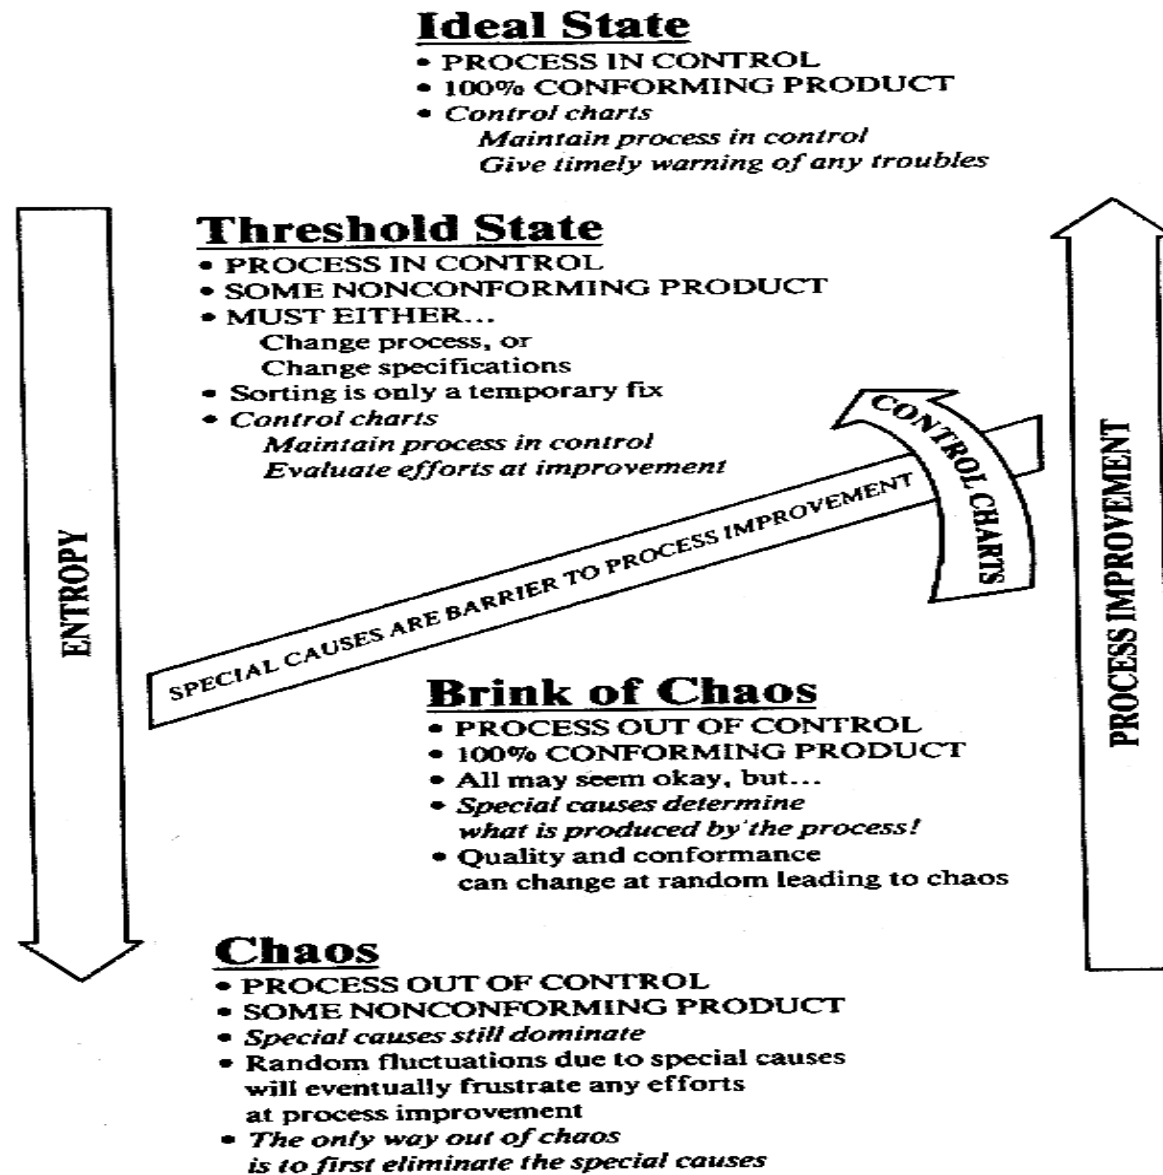 Ideal State
• PROCESS IN CONTROL
• 100% CONFORMING PRODUCT
• Control charts
Maintain process in control
Give timely warning of any troubles
Threshold State
• PROCESS IN CONTROL
• SOME NONCONFORMING PRODUCT
• MUST EITHER...
Change process, or
Change specifications
• Sorting is only a temporary fix
• Control charts
Maintain process in control
Evaluate efforts at improvement
ENTROPY
SPECIAL CAUSES ARE BARRIER TO PROCESS IMPROVEMENT
CONTROL CHARTS
PROCESS IMPROVEMENT
Brink of Chaos
• PROCESS OUT OF CONTROL
• 100% CONFORMING PRODUCT
• All may seem okay, but...
• Special causes determine
what is produced by the process!
• Quality and conformance
can change at random leading to chaos
Chaos
• PROCESS OUT OF CONTROL
• SOME NONCONFORMING PRODUCT
• Special causes still dominate
• Random fluctuations due to special causes
will eventually frustrate any efforts
at process improvement
• The only way out of chaos
is to first eliminate the special causes